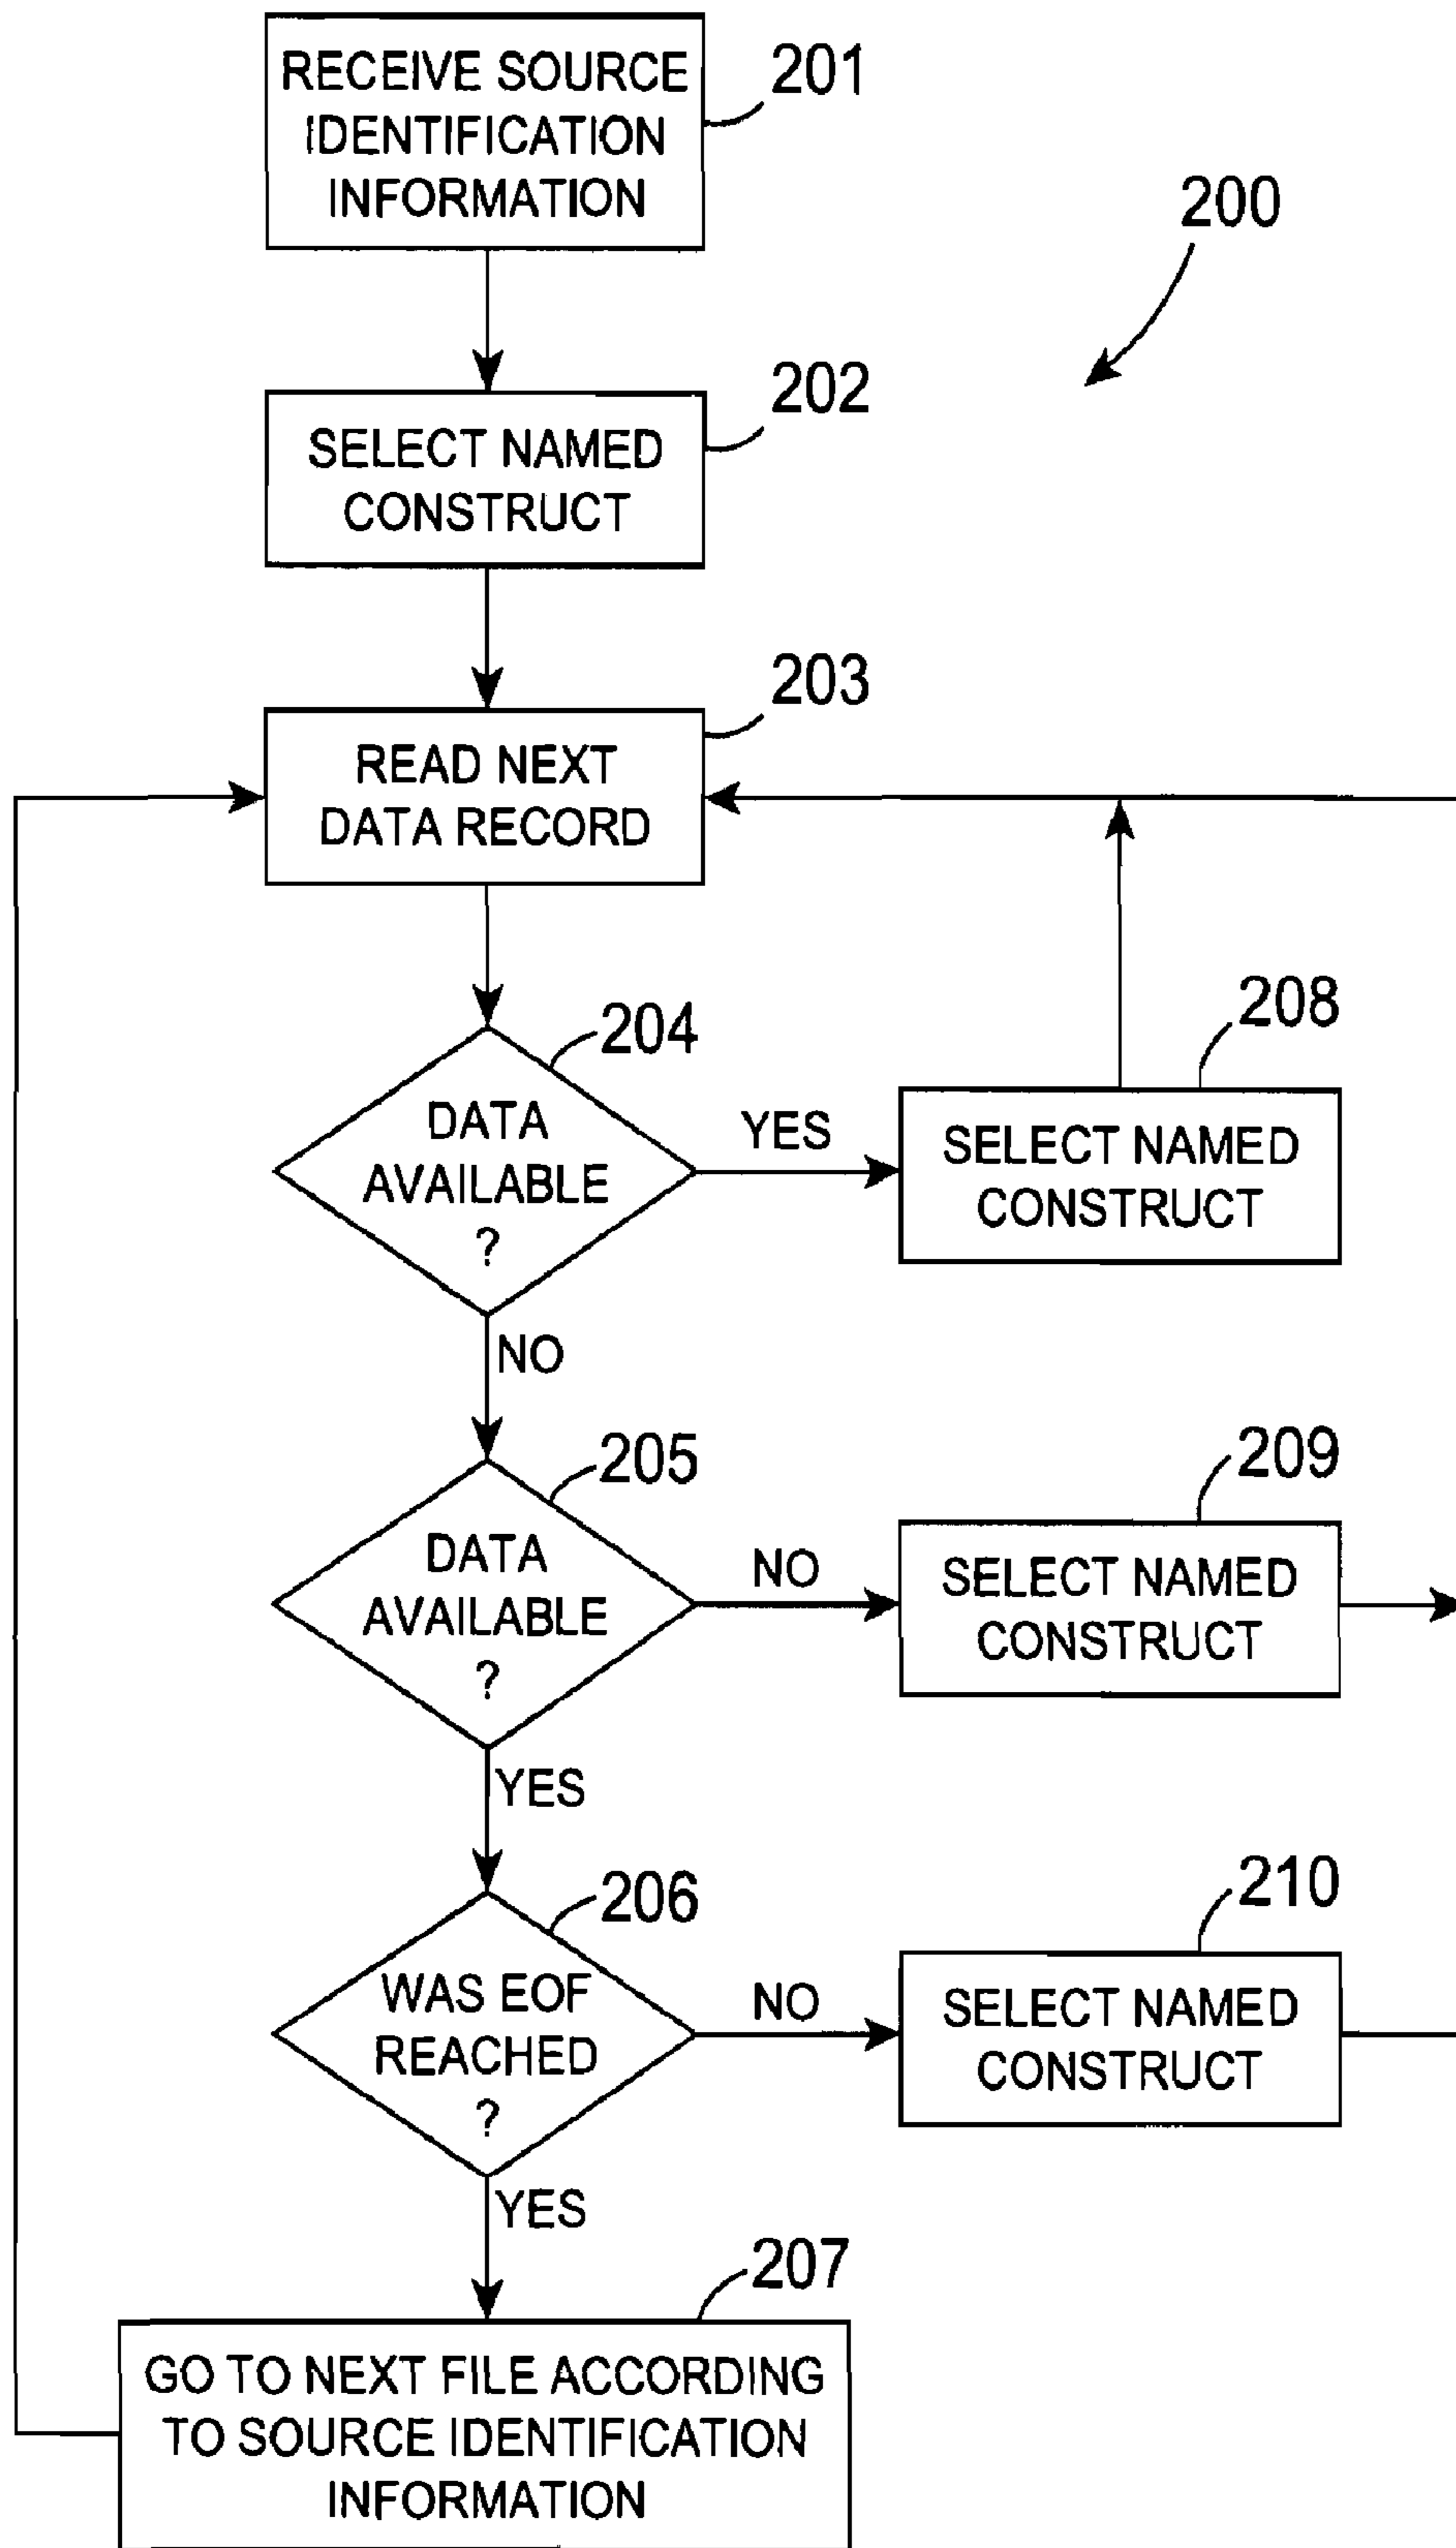 RECEIVE SOURCE
IDENTIFICATION
INFORMATION
201
200
SELECT NAMED
CONSTRUCT
202
READ NEXT
DATA RECORD
203
DATA
AVAILABLE
?
204
YES
SELECT NAMED
CONSTRUCT
208
NO
DATA
AVAILABLE
?
205
NO
SELECT NAMED
CONSTRUCT
209
YES
WAS EOF
REACHED
?
206
NO
SELECT NAMED
CONSTRUCT
210
YES
207
GO TO NEXT FILE ACCORDING
TO SOURCE IDENTIFICATION
INFORMATION